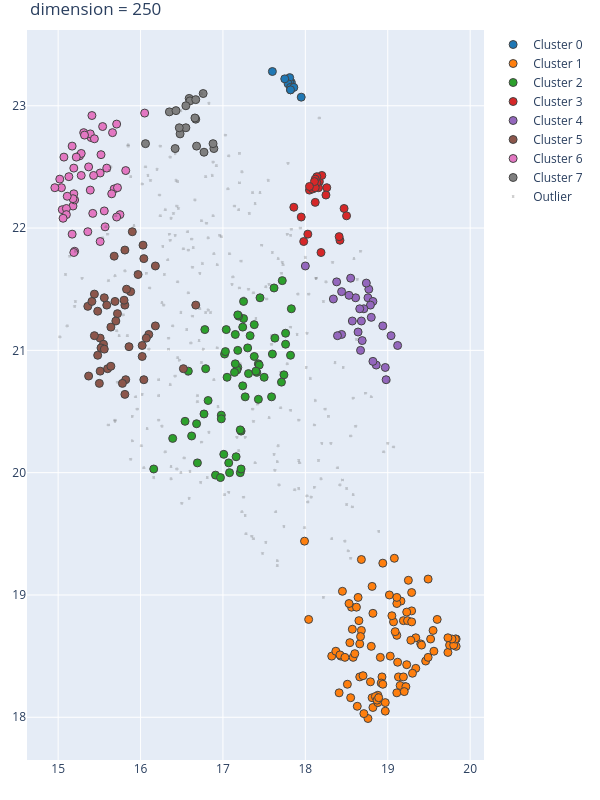 dimension = 250
Cluster 0
Cluster 1
Cluster 2
Cluster 3
Cluster 4
Cluster 5
Cluster 6
Cluster 7
Outlier
23
22
21
20
19
18
15 16 17 18 19 20